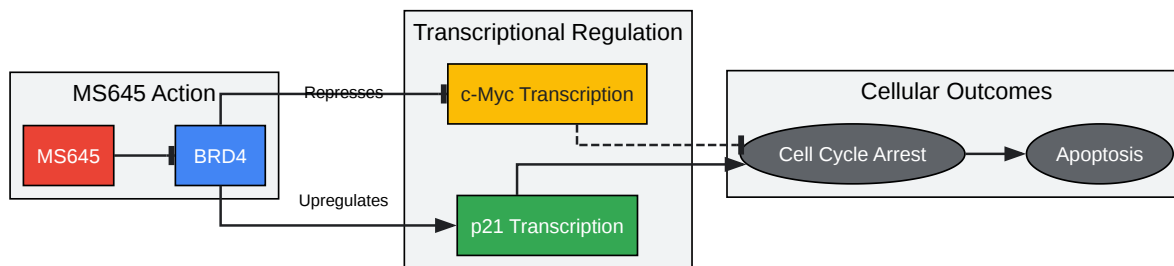 Transcriptional Regulation
MS645 Action
Cellular Outcomes
Represses
c-Myc Transcription
MS645
BRD4
Cell Cycle Arrest
Apoptosis
Upregulates
p21 Transcription